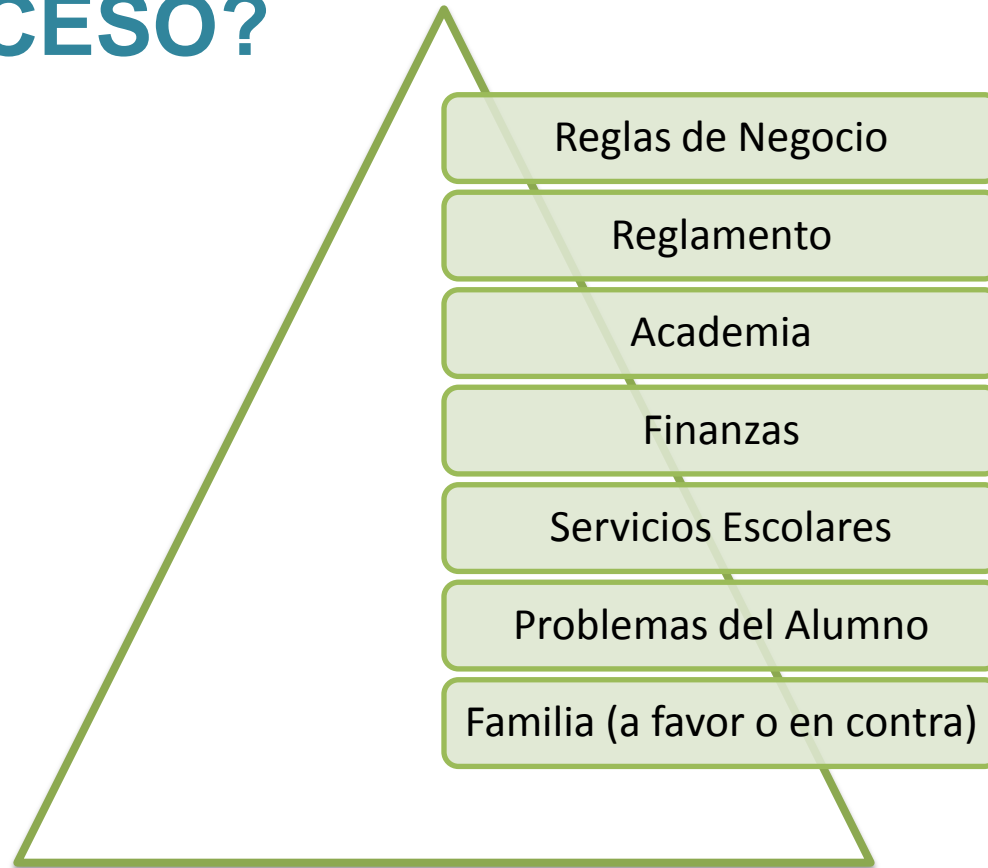 CESO?
Reglas de Negocio
Reglamento
Academia
Finanzas
Servicios Escolares
Problemas del Alumno
Familia (a favor o en contra)